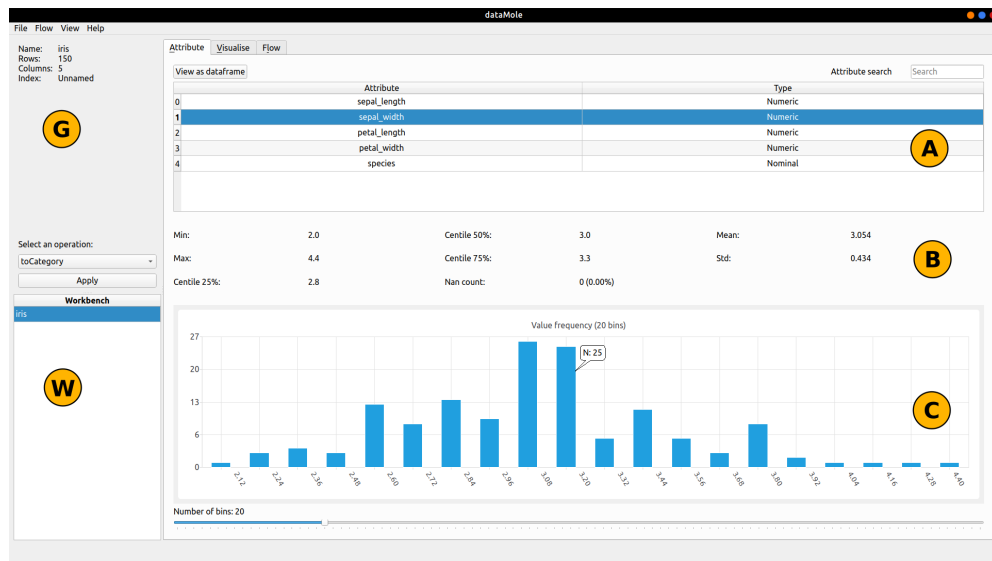 dataMole
File Flow View Help
Name: iris
Rows: 150
Columns: 5
Index: Unnamed
G
Select an operation:
toCategory
Apply
Workbench
iris
W
Attribute Visualise Flow
View as dataframe Attribute search Search
Attribute Type
0 sepal_length Numeric
1 sepal_width Numeric
2 petal_length Numeric
3 petal_width Numeric
4 species Nominal
A
Min: 2.0 Centile 50%: 3.0 Mean: 3.054
Max: 4.4 Centile 75%: 3.3 Std: 0.434
Centile 25%: 2.8 Nan count: 0 (0.00%)
B
Value frequency (20 bins)
27
20
13
6
0
N: 25
C
2.12 2.24 2.36 2.48 2.60 2.72 2.84 2.96 3.08 3.20 3.32 3.44 3.56 3.68 3.80 3.92 4.04 4.16 4.28 4.40
Number of bins: 20